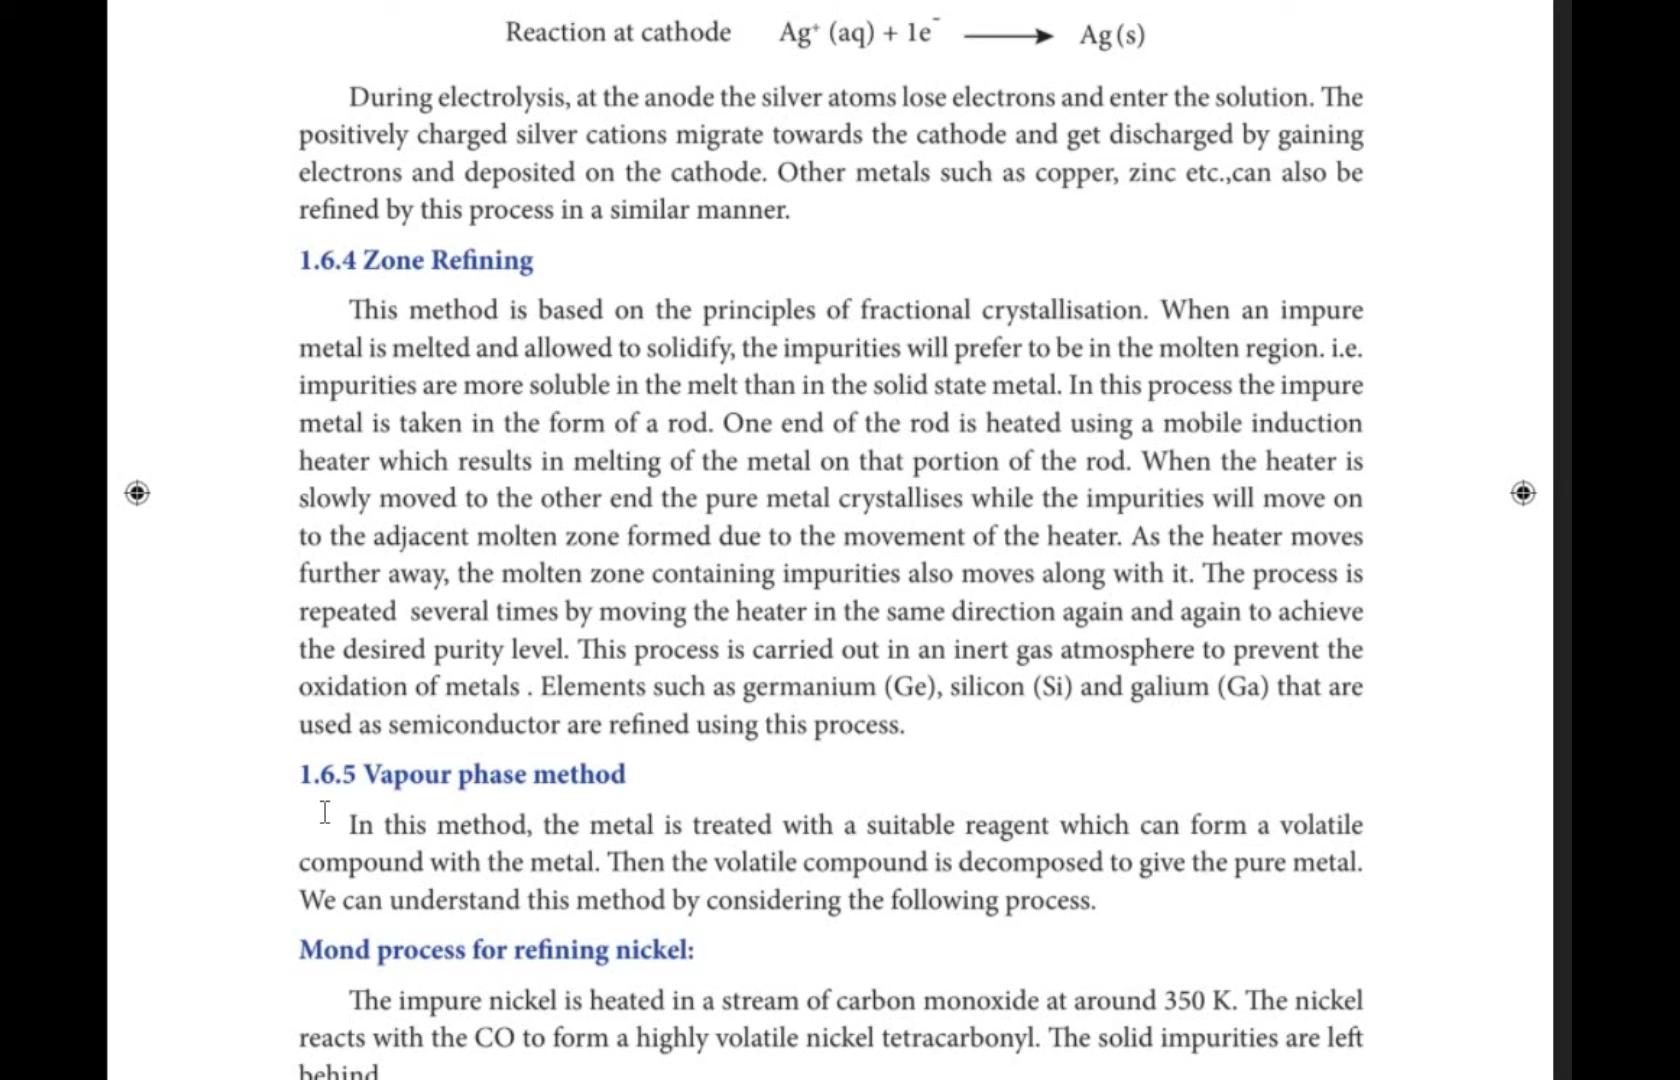 Reaction at cathode Ag⁺ (aq) + 1e⁻ ⟶ Ag (s)
During electrolysis, at the anode the silver atoms lose electrons and enter the solution. The
positively charged silver cations migrate towards the cathode and get discharged by gaining
electrons and deposited on the cathode. Other metals such as copper, zinc etc.,can also be
refined by this process in a similar manner.
1.6.4 Zone Refining
This method is based on the principles of fractional crystallisation. When an impure
metal is melted and allowed to solidify, the impurities will prefer to be in the molten region. i.e.
impurities are more soluble in the melt than in the solid state metal. In this process the impure
metal is taken in the form of a rod. One end of the rod is heated using a mobile induction
heater which results in melting of the metal on that portion of the rod. When the heater is
slowly moved to the other end the pure metal crystallises while the impurities will move on
to the adjacent molten zone formed due to the movement of the heater. As the heater moves
further away, the molten zone containing impurities also moves along with it. The process is
repeated several times by moving the heater in the same direction again and again to achieve
the desired purity level. This process is carried out in an inert gas atmosphere to prevent the
oxidation of metals . Elements such as germanium (Ge), silicon (Si) and galium (Ga) that are
used as semiconductor are refined using this process.
1.6.5 Vapour phase method
In this method, the metal is treated with a suitable reagent which can form a volatile
compound with the metal. Then the volatile compound is decomposed to give the pure metal.
We can understand this method by considering the following process.
Mond process for refining nickel:
The impure nickel is heated in a stream of carbon monoxide at around 350 K. The nickel
reacts with the CO to form a highly volatile nickel tetracarbonyl. The solid impurities are left
behind